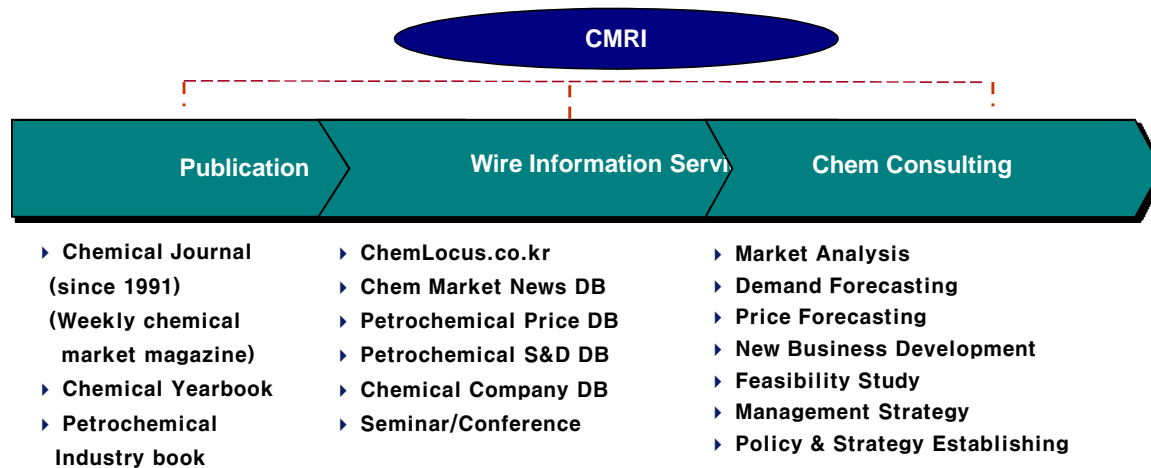 CMRI
Publication
Wire Information Servi
Chem Consulting
Chemical Journal
(since 1991)
(Weekly chemical
market magazine)
Chemical Yearbook
Petrochemical
Industry book
ChemLocus.co.kr
Chem Market News DB
Petrochemical Price DB
Petrochemical S&D DB
Chemical Company DB
Seminar/Conference
Market Analysis
Demand Forecasting
Price Forecasting
New Business Development
Feasibility Study
Management Strategy
Policy & Strategy Establishing